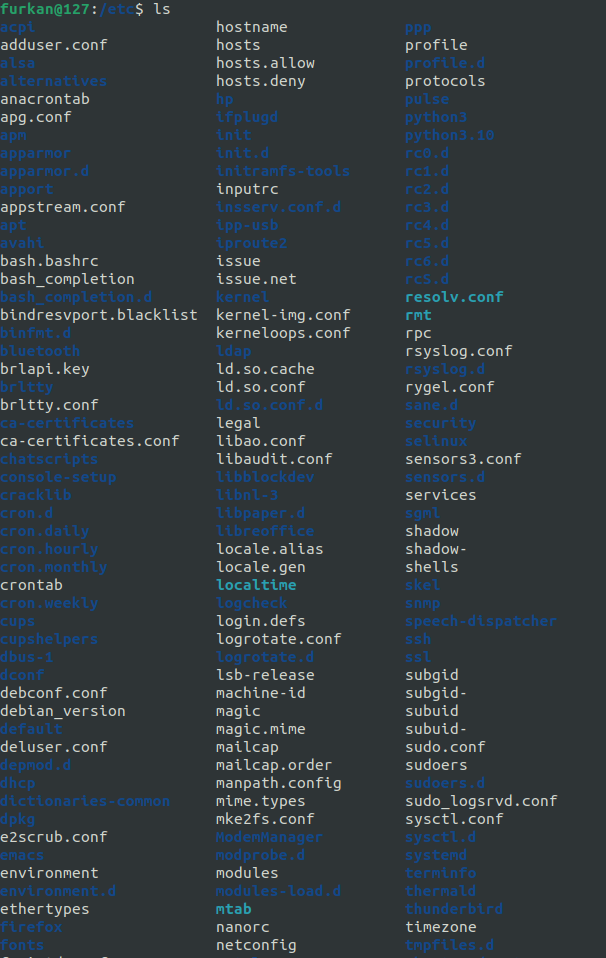 furkan@127:/etc$ ls
acpi hostname ppp
adduser.conf hosts profile
alsa hosts.allow profile.d
alternatives hosts.deny protocols
anacrontab hp pulse
apg.conf ifplugd python3
apm init python3.10
apparmor init.d rc0.d
apparmor.d initramfs-tools rc1.d
apport inputrc rc2.d
appstream.conf insserv.conf.d rc3.d
apt ipp-usb rc4.d
avahi iproute2 rc5.d
bash.bashrc issue rc6.d
bash_completion issue.net rcS.d
bash_completion.d kernel resolv.conf
bindresvport.blacklist kernel-img.conf rmt
binfmt.d kerneloops.conf rpc
bluetooth ldap rsyslog.conf
brlapi.key ld.so.cache rsyslog.d
brltty ld.so.conf rygel.conf
brltty.conf ld.so.conf.d sane.d
ca-certificates legal security
ca-certificates.conf libao.conf selinux
chatscripts libaudit.conf sensors3.conf
console-setup libblockdev sensors.d
cracklib libnl-3 services
cron.d libpaper.d sgml
cron.daily libreoffice shadow
cron.hourly locale.alias shadow-
cron.monthly locale.gen shells
crontab localtime skel
cron.weekly logcheck snmp
cups login.defs speech-dispatcher
cupshelpers logrotate.conf ssh
dbus-1 logrotate.d ssl
dconf lsb-release subgid
debconf.conf machine-id subgid-
debian_version magic subuid
default magic.mime subuid-
deluser.conf mailcap sudo.conf
depmod.d mailcap.order sudoers
dhcp manpath.config sudoers.d
dictionaries-common mime.types sudo_logsrvd.conf
dpkg mke2fs.conf sysctl.conf
e2scrub.conf ModemManager sysctl.d
emacs modprobe.d systemd
environment modules terminfo
environment.d modules-load.d thermald
ethertypes mtab thunderbird
firefox nanorc timezone
fonts netconfig tmpfiles.d